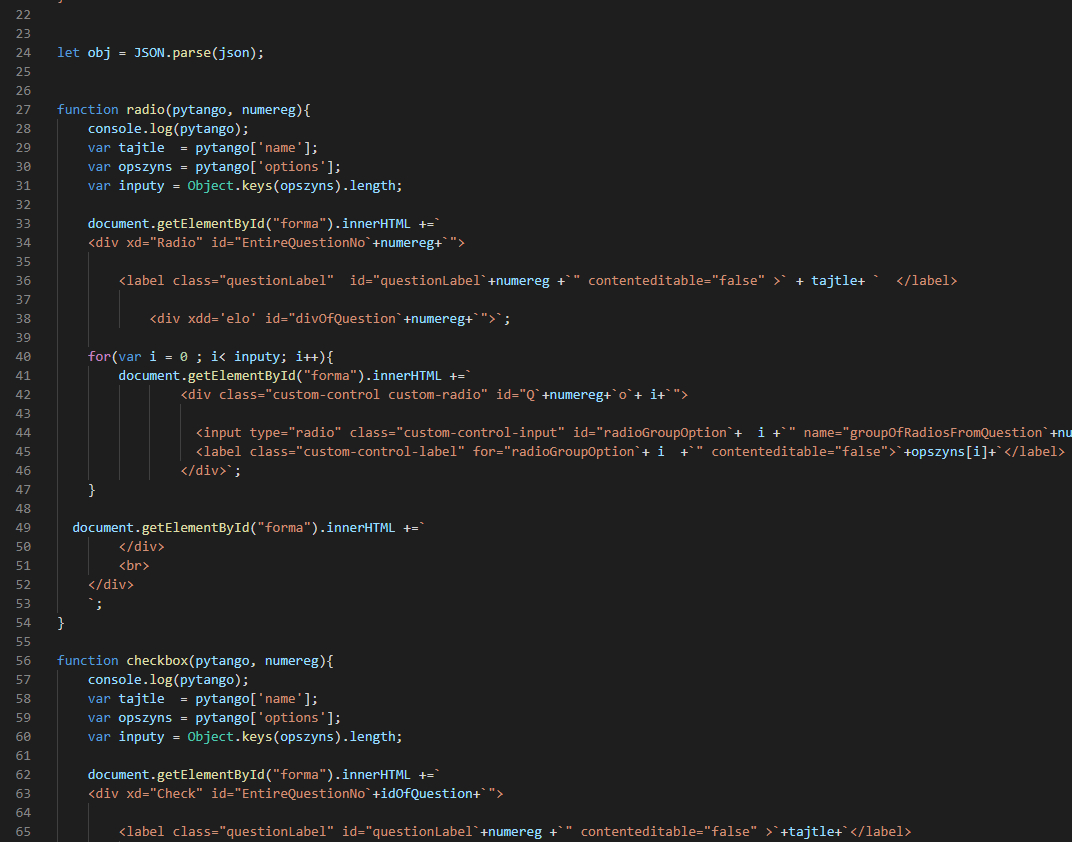 22
23
24 let obj = JSON.parse(json);
25
26
27 function radio(pytango, numereg){
28 console.log(pytango);
29 var tajtle  = pytango['name'];
30 var opszyns = pytango['options'];
31 var inputy = Object.keys(opszyns).length;
32
33 document.getElementById("forma").innerHTML +=`
34 <div xd="Radio" id="EntireQuestionNo`+numereg+`">
35
36 <label class="questionLabel"  id="questionLabel`+numereg +`" contenteditable="false" >` + tajtle+ `  </label>
37
38 <div xdd='elo' id="divOfQuestion`+numereg+`">`;
39
40 for(var i = 0 ; i< inputy; i++){
41 document.getElementById("forma").innerHTML +=`
42 <div class="custom-control custom-radio" id="Q`+numereg+`o`+ i+`">
43
44 <input type="radio" class="custom-control-input" id="radioGroupOption`+  i +`" name="groupOfRadiosFromQuestion`+nu
45 <label class="custom-control-label" for="radioGroupOption`+ i  +`" contenteditable="false">`+opszyns[i]+`</label>
46 </div>`;
47 }
48
49 document.getElementById("forma").innerHTML +=`
50 </div>
51 <br>
52 </div>
53 `;
54 }
55
56 function checkbox(pytango, numereg){
57 console.log(pytango);
58 var tajtle  = pytango['name'];
59 var opszyns = pytango['options'];
60 var inputy = Object.keys(opszyns).length;
61
62 document.getElementById("forma").innerHTML +=`
63 <div xd="Check" id="EntireQuestionNo`+idOfQuestion+`">
64
65 <label class="questionLabel" id="questionLabel`+numereg +`" contenteditable="false" >`+tajtle+`</label>